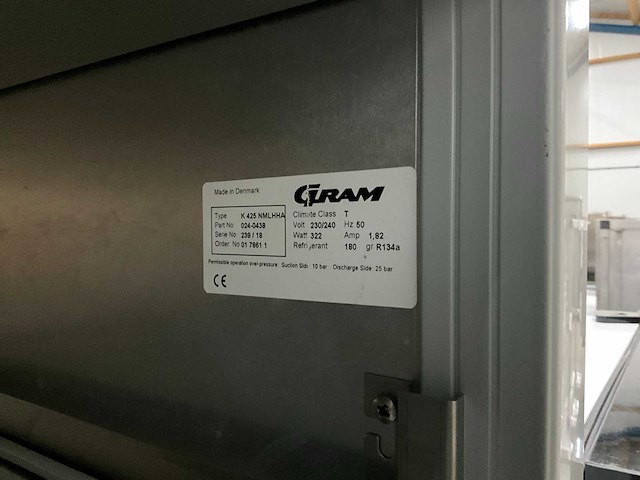 Made in Denmark
GRAM
Type K 425 NMLHHA
Part No 024-0438
Serie No 239 / 18
Order No 01 7861 1
Climate Class T
Volt 230/240 Hz 50
Watt 322 Amp 1,82
Refrigerant 180 gr R134a
Permissible operation over-pressure: Suction Side 10 bar Discharge Side: 25 bar
CE